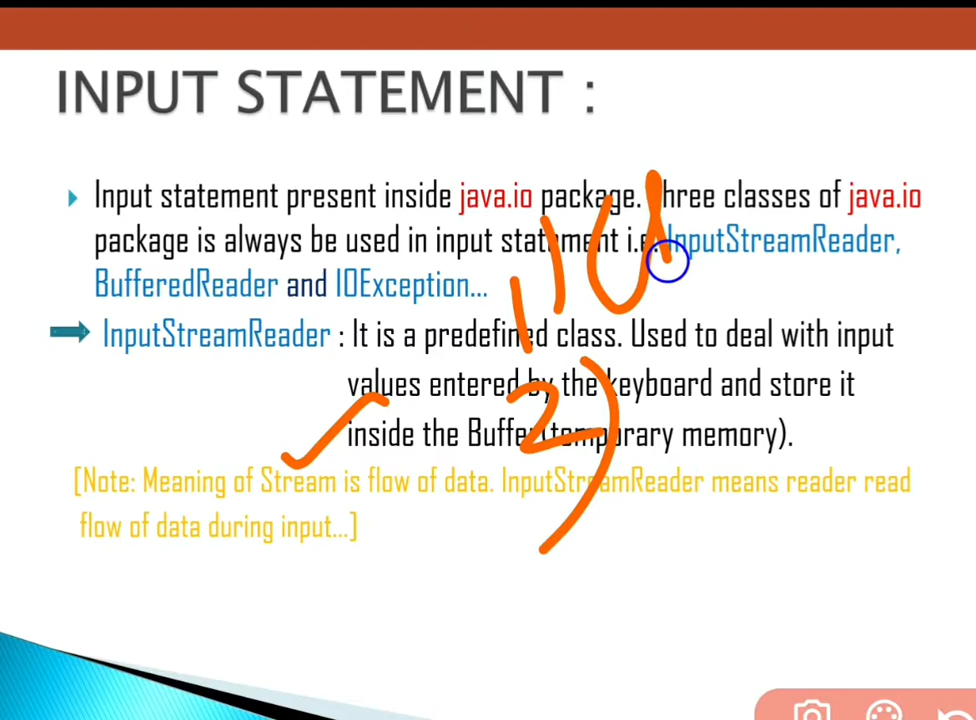 INPUT STATEMENT :
Input statement present inside java.io package. Three classes of java.io
package is always be used in input statement i.e. InputStreamReader,
BufferedReader and IOException...
InputStreamReader : It is a predefined class. Used to deal with input
values entered by the keyboard and store it
inside the Buffer(temporary memory).
[Note: Meaning of Stream is flow of data. InputStreamReader means reader read
flow of data during input...]
1)
2)